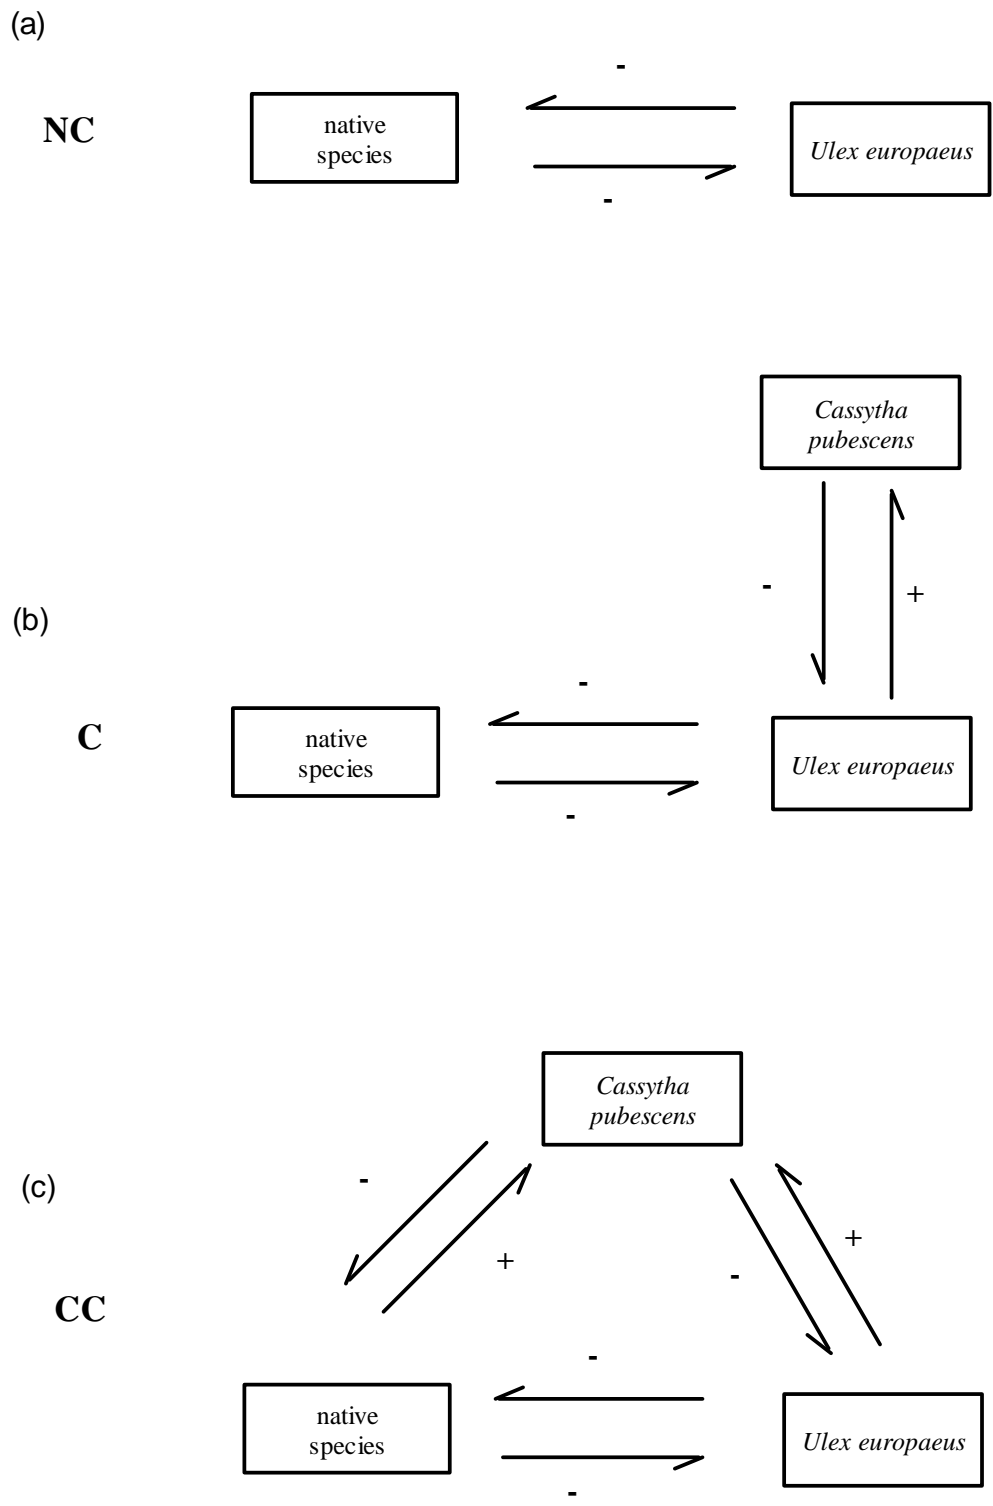 (a)
-
NC
native
species
Ulex europaeus
-
Cassytha
pubescens
-
+
(b)
-
C
native
species
Ulex europaeus
-
Cassytha
pubescens
(c)
-
+
+
-
CC
-
native
species
Ulex europaeus
-